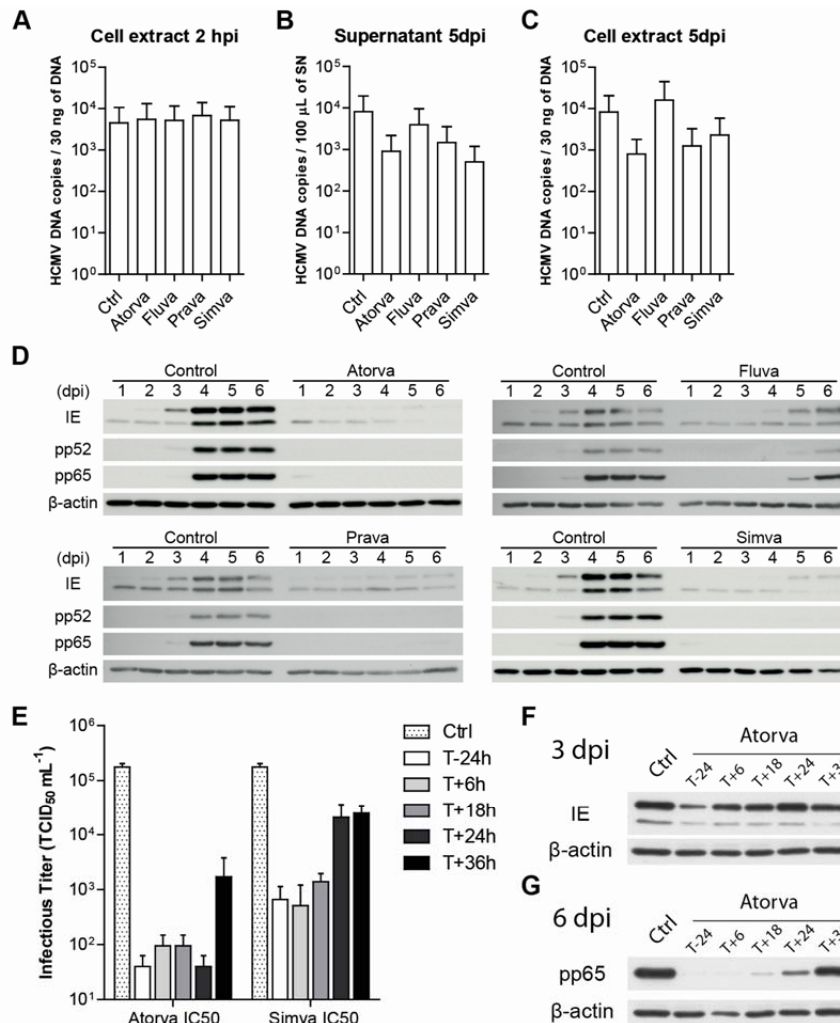 A
Cell extract 2 hpi
HCMV DNA copies / 30 ng of DNA
10⁵
10⁴
10³
10²
10¹
10⁰
Ctrl
Atorva
Fluva
Prava
Simva
B
Supernatant 5dpi
HCMV DNA copies / 100 μL of SN
10⁵
10⁴
10³
10²
10¹
10⁰
Ctrl
Atorva
Fluva
Prava
Simva
C
Cell extract 5dpi
HCMV DNA copies / 30 ng of DNA
10⁵
10⁴
10³
10²
10¹
10⁰
Ctrl
Atorva
Fluva
Prava
Simva
D
Control Atorva
(dpi) 1 2 3 4 5 6 1 2 3 4 5 6
IE
pp52
pp65
β-actin
Control Fluva
1 2 3 4 5 6 1 2 3 4 5 6
Control Prava
(dpi) 1 2 3 4 5 6 1 2 3 4 5 6
IE
pp52
pp65
β-actin
Control Simva
1 2 3 4 5 6 1 2 3 4 5 6
E
Infectious Titer (TCID₅₀ mL⁻¹)
10⁶
10⁵
10⁴
10³
10²
10¹
Atorva IC50 Simva IC50
Ctrl
T-24h
T+6h
T+18h
T+24h
T+36h
F
3 dpi
Atorva
Ctrl T-24 T+6 T+18 T+24
IE
β-actin
G
6 dpi
Atorva
Ctrl T-24 T+6 T+18 T+24
pp65
β-actin